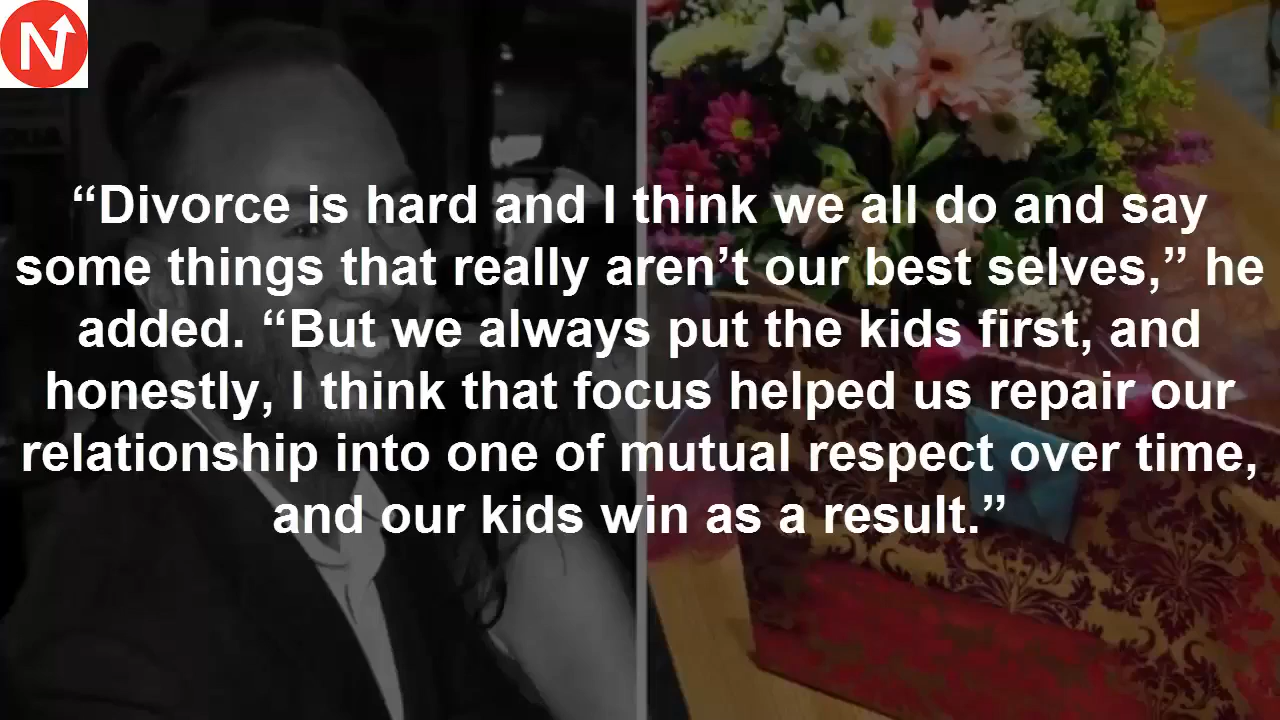 N
“Divorce is hard and I think we all do and say
some things that really aren’t our best selves,” he
added. “But we always put the kids first, and
honestly, I think that focus helped us repair our
relationship into one of mutual respect over time,
and our kids win as a result.”